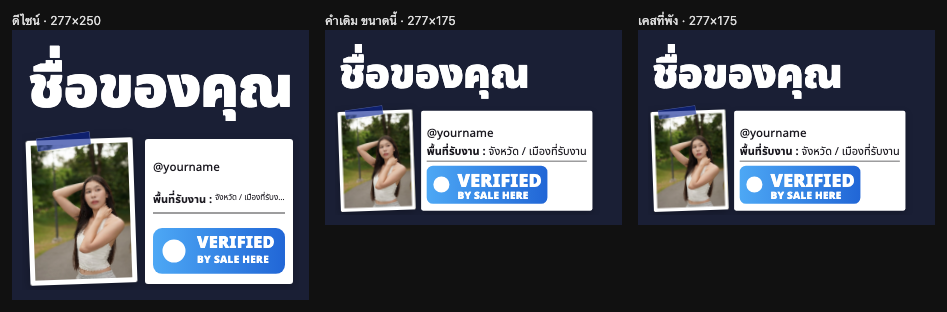 ดีไซน์ · 277×250
ชื่อของคุณ
@yourname
พื้นที่รับงาน : จังหวัด / เมืองที่รับง...
VERIFIED
BY SALE HERE
คำเดิม ขนาดนี้ · 277×175
ชื่อของคุณ
@yourname
พื้นที่รับงาน : จังหวัด / เมืองที่รับงาน
VERIFIED
BY SALE HERE
เคสที่พัง · 277×175
ชื่อของคุณ
@yourname
พื้นที่รับงาน : จังหวัด / เมืองที่รับงาน
VERIFIED
BY SALE HERE